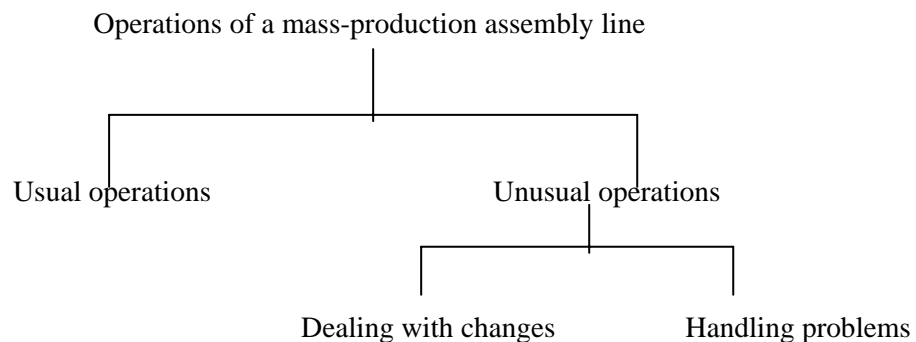 Operations of a mass-production assembly line
Usual operations
Unusual operations
Dealing with changes
Handling problems